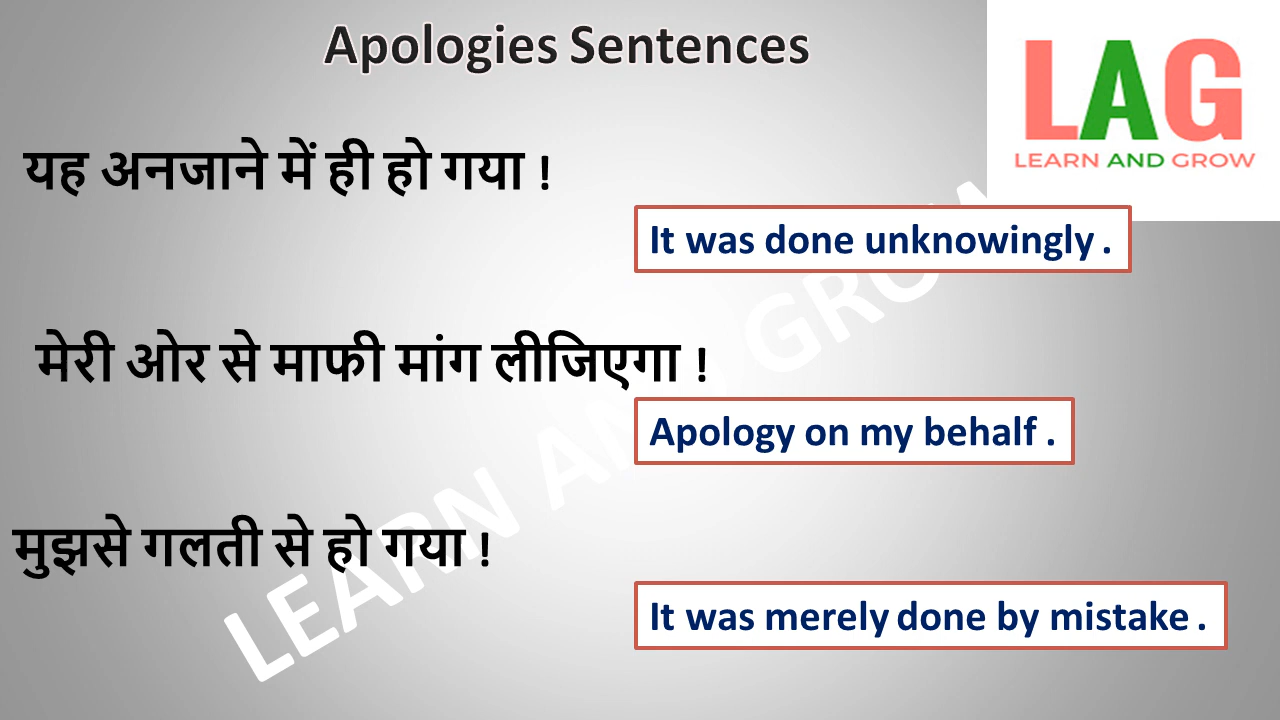 Apologies Sentences
LAG
LEARN AND GROW
यह अनजाने में ही हो गया !
It was done unknowingly .
मेरी ओर से माफी मांग लीजिएगा !
Apology on my behalf .
मुझसे गलती से हो गया !
It was merely done by mistake .
LEARN AND GROW